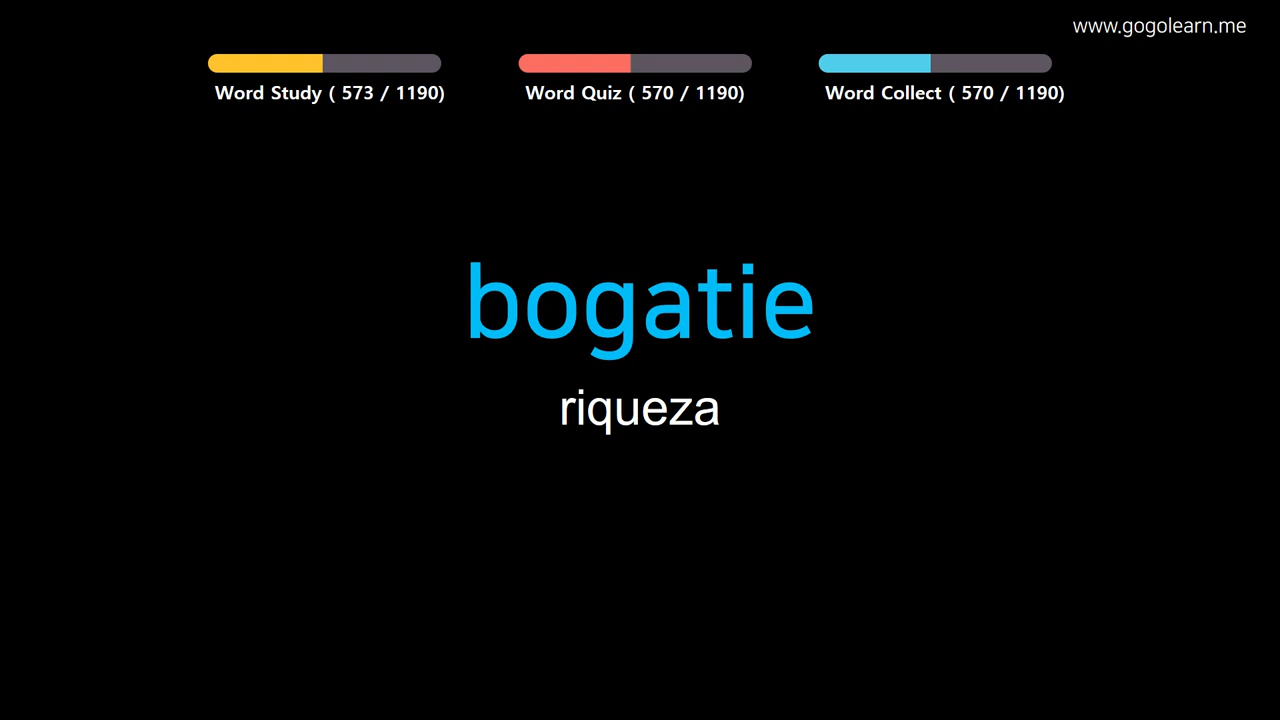 www.gogolearn.me
Word Study ( 573 / 1190)
Word Quiz ( 570 / 1190)
Word Collect ( 570 / 1190)
bogatie
riqueza